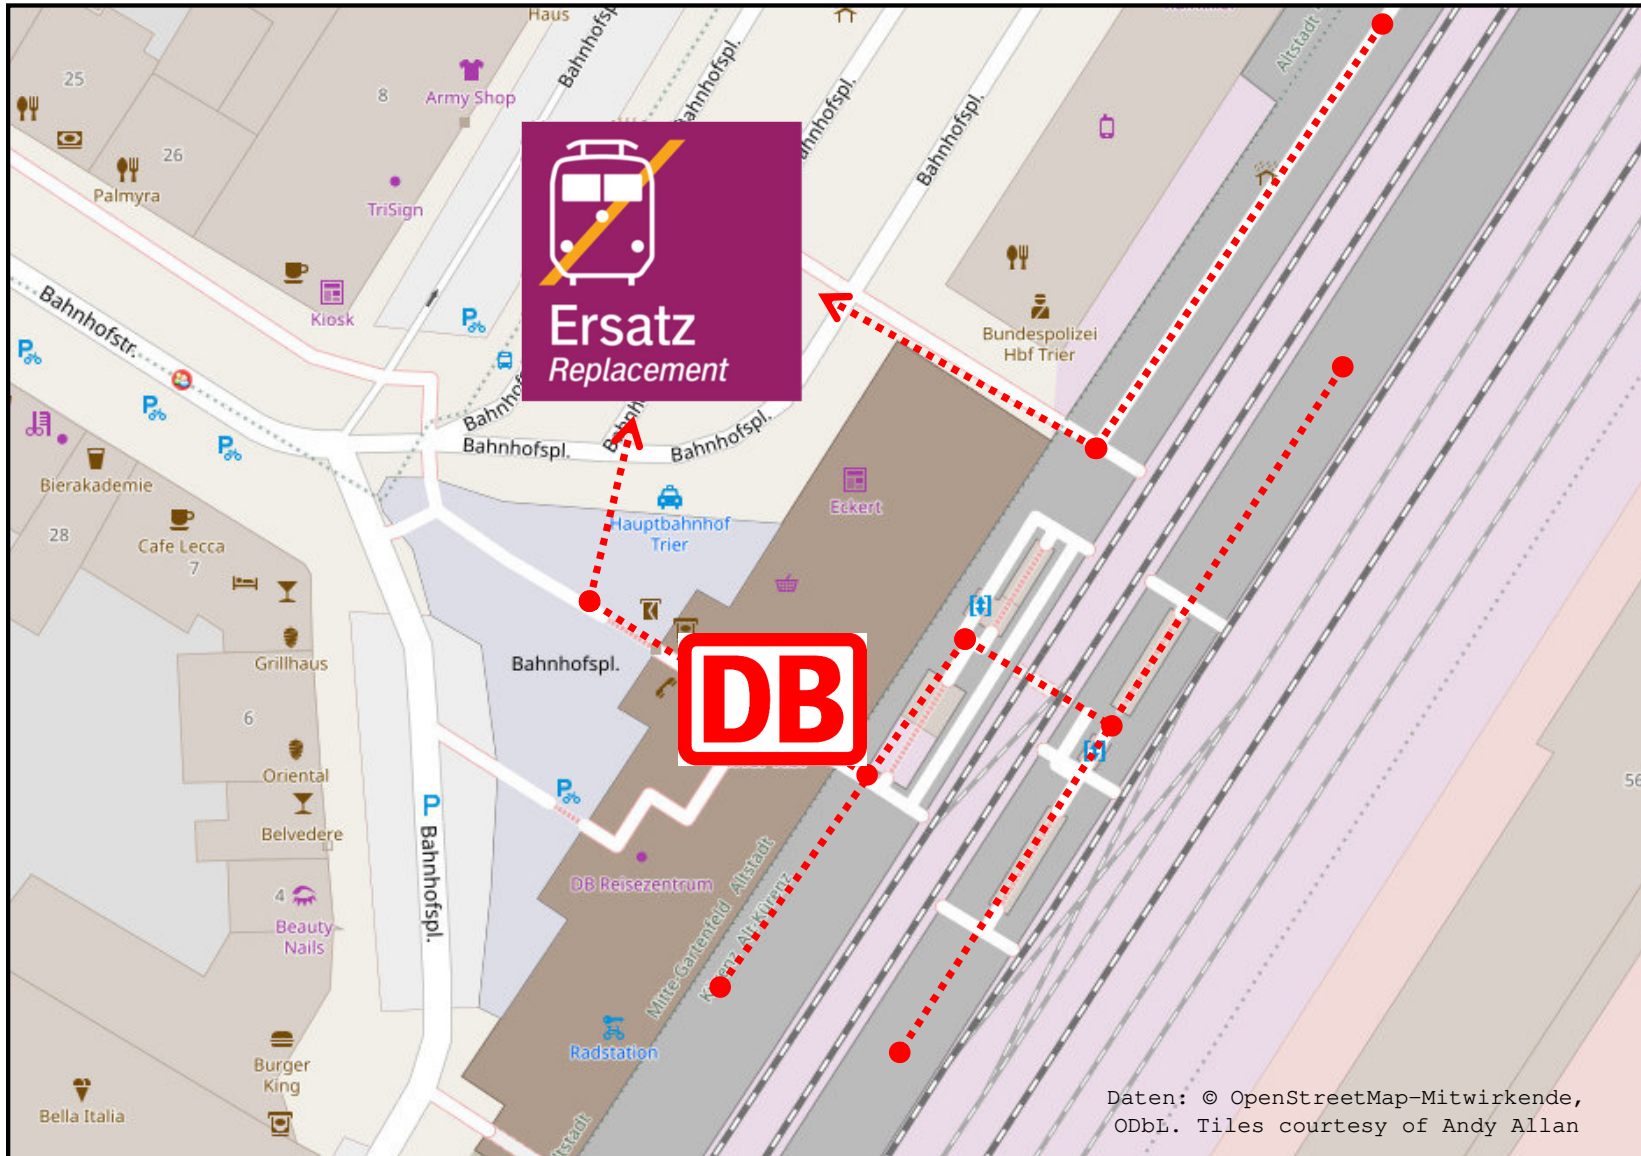 Haus
Bahnhofspl.
Bahnhofspl.
Bahnhofspl.
Altstadt
25
Army Shop
8
26
Palmyra
TriSign
Kiosk
Bahnhofstr.
Ersatz
Replacement
Bundespolizei
Hbf Trier
Bahnhofspl.
Bahnhofspl.
Bierakademie
28
Cafe Lecca
7
Eckert
Hauptbahnhof
Trier
Grillhaus
Bahnhofspl.
DB
6
Oriental
P
Belvedere
Bahnhofspl.
DB Reisezentrum
Mitte-Gartenfeld Altstadt
Kürenz Alt-Kürenz
4
Beauty
Nails
56
Radstation
Burger
King
Bella Italia
Altstadt
Daten: © OpenStreetMap-Mitwirkende,
ODbL. Tiles courtesy of Andy Allan